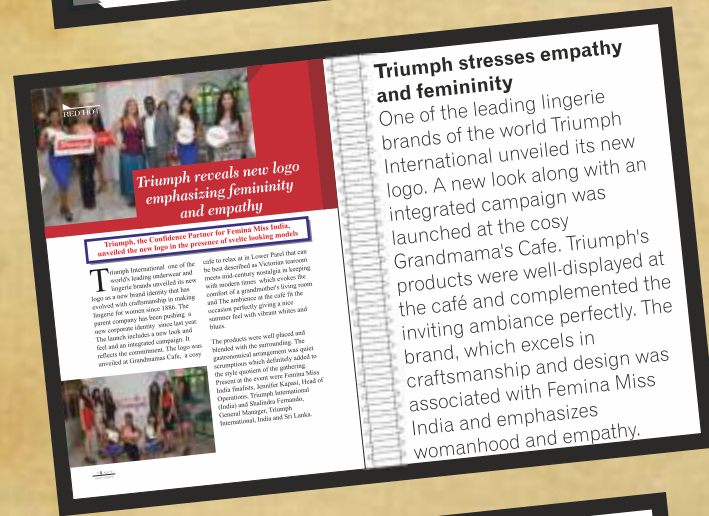 RED HOT
Triumph reveals new logo
emphasizing femininity
and empathy
Triumph, the Confidence Partner for Femina Miss India,
unveiled the new logo in the presence of svelte looking models
Triumph International one of the
world's leading underwear and
lingerie brands unveiled its new
logo as a new brand identity that has
evolved with craftsmanship in making
lingerie for women since 1886. The
parent company has been pushing a
new corporate identity since last year.
The launch includes a new look and
feel and an integrated campaign. It
reflects the commitment. The logo was
unveiled at Grandmamas Cafe, a cosy
cafe to relax at in Lower Parel that can
be best described as Victorian tearoom
meets mid-century nostalgia in keeping
with modern times which evokes the
comfort of a grandmother's living room
and The ambience at the café fit the
occasion perfectly giving a nice
summer feel with vibrant whites and
blues.
The products were well placed and
blended with the surrounding. The
gastronomical arrangement was quiet
scrumptious which definitely added to
the style quotient of the gathering.
Present at the event were Femina Miss
India finalists, Jennifer Kapasi, Head of
Operations, Triumph International
(India) and Shalindra Fernando,
General Manager, Triumph
International, India and Sri Lanka.
Triumph stresses empathy
and femininity
One of the leading lingerie
brands of the world Triumph
International unveiled its new
logo. A new look along with an
integrated campaign was
launched at the cosy
Grandmama's Cafe. Triumph's
products were well-displayed at
the café and complemented the
inviting ambiance perfectly. The
brand, which excels in
craftsmanship and design was
associated with Femina Miss
India and emphasizes
womanhood and empathy.